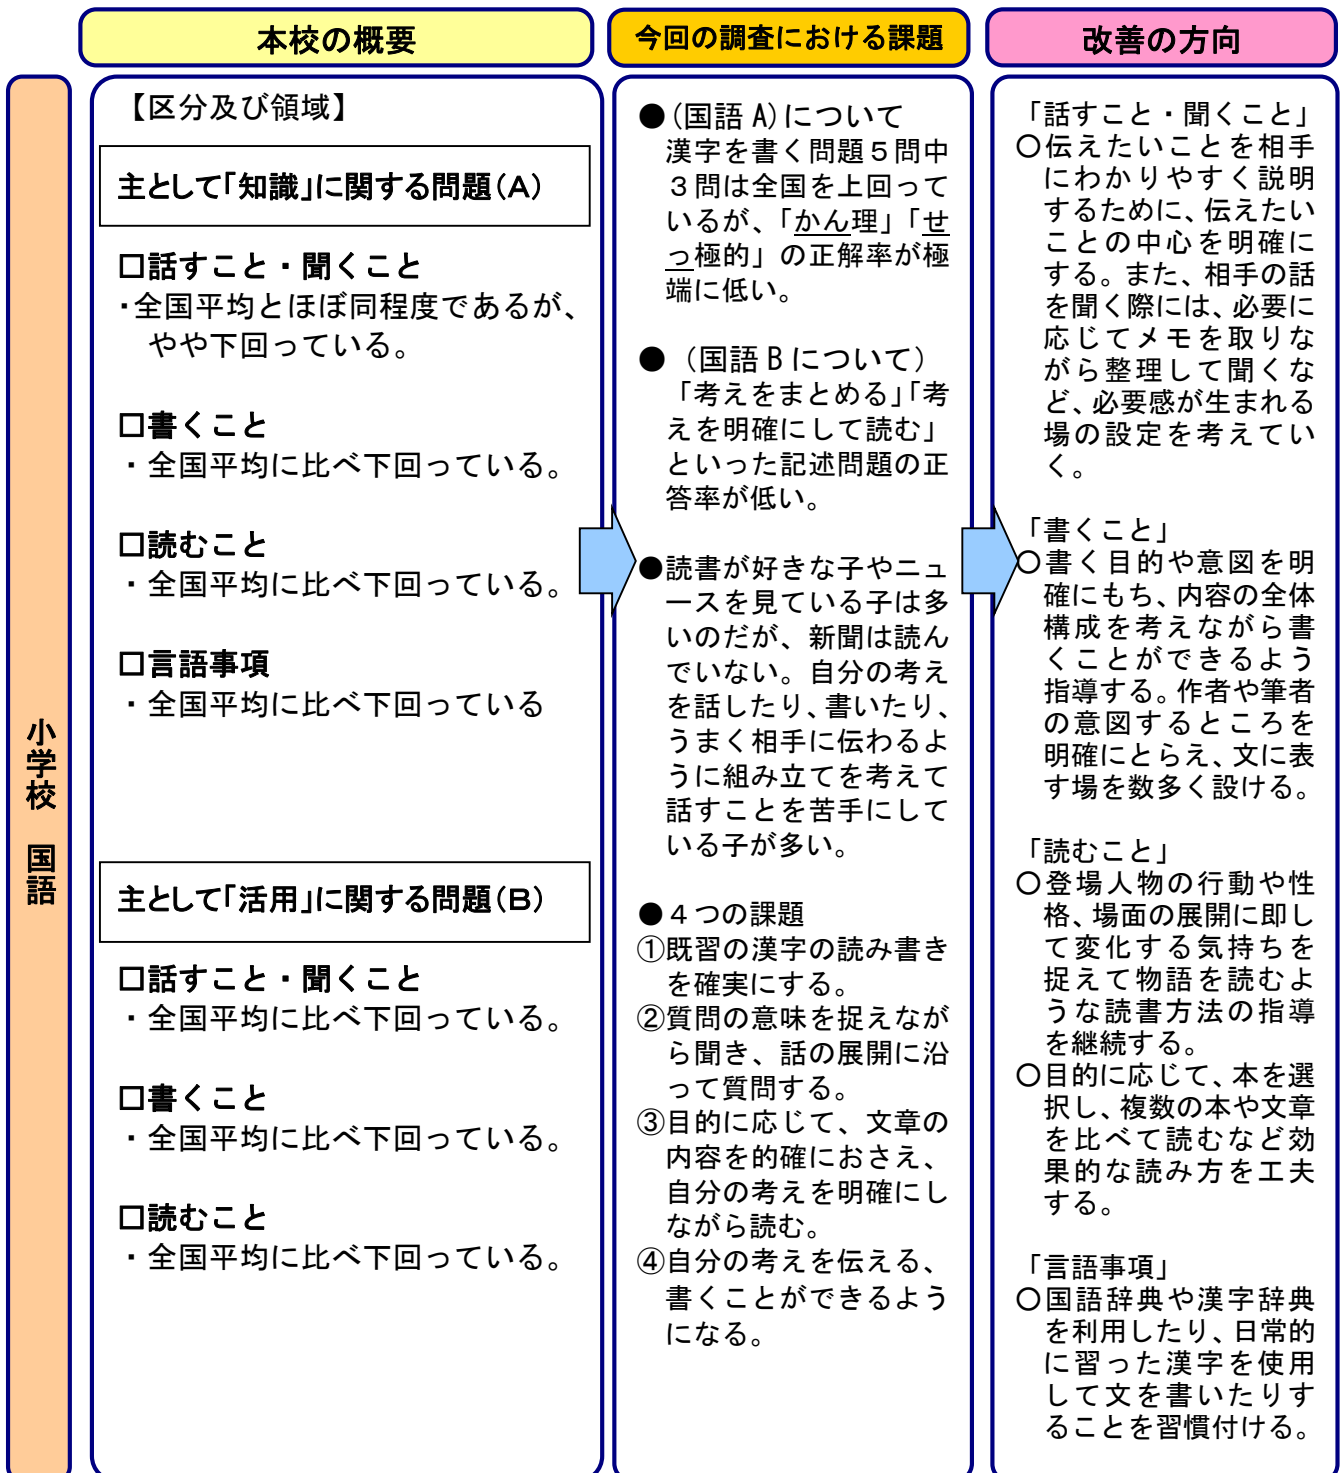 本校の概要
今回の調査における課題
改善の方向
小学校　国語
【区分及び領域】
主として「知識」に関する問題（Ａ）
□話すこと・聞くこと
・全国平均とほぼ同程度であるが、
やや下回っている。
□書くこと
・全国平均に比べ下回っている。
□読むこと
・全国平均に比べ下回っている。
□言語事項
・全国平均に比べ下回っている
主として「活用」に関する問題（Ｂ）
□話すこと・聞くこと
・全国平均に比べ下回っている。
□書くこと
・全国平均に比べ下回っている。
□読むこと
・全国平均に比べ下回っている。
●(国語 A)について
漢字を書く問題５問中
３問は全国を上回って
いるが、「かん理」「せ
っ極的」の正解率が極
端に低い。
●（国語 B について）
「考えをまとめる」「考
えを明確にして読む」
といった記述問題の正
答率が低い。
●読書が好きな子やニュ
ースを見ている子は多
いのだが、新聞は読ん
でいない。自分の考え
を話したり、書いたり、
うまく相手に伝わるよ
うに組み立てを考えて
話すことを苦手にして
いる子が多い。
●４つの課題
①既習の漢字の読み書き
を確実にする。
②質問の意味を捉えなが
ら聞き、話の展開に沿
って質問する。
③目的に応じて、文章の
内容を的確におさえ、
自分の考えを明確にし
ながら読む。
④自分の考えを伝える、
書くことができるよう
になる。
「話すこと・聞くこと」
○伝えたいことを相手
にわかりやすく説明
するために、伝えたい
ことの中心を明確に
する。また、相手の話
を聞く際には、必要に
応じてメモを取りな
がら整理して聞くな
ど、必要感が生まれる
場の設定を考えてい
く。
「書くこと」
○書く目的や意図を明
確にもち、内容の全体
構成を考えながら書
くことができるよう
指導する。作者や筆者
の意図するところを
明確にとらえ、文に表
す場を数多く設ける。
「読むこと」
○登場人物の行動や性
格、場面の展開に即し
て変化する気持ちを
捉えて物語を読むよ
うな読書方法の指導
を継続する。
○目的に応じて、本を選
択し、複数の本や文章
を比べて読むなど効
果的な読み方を工夫
する。
「言語事項」
○国語辞典や漢字辞典
を利用したり、日常的
に習った漢字を使用
して文を書いたりす
ることを習慣付ける。